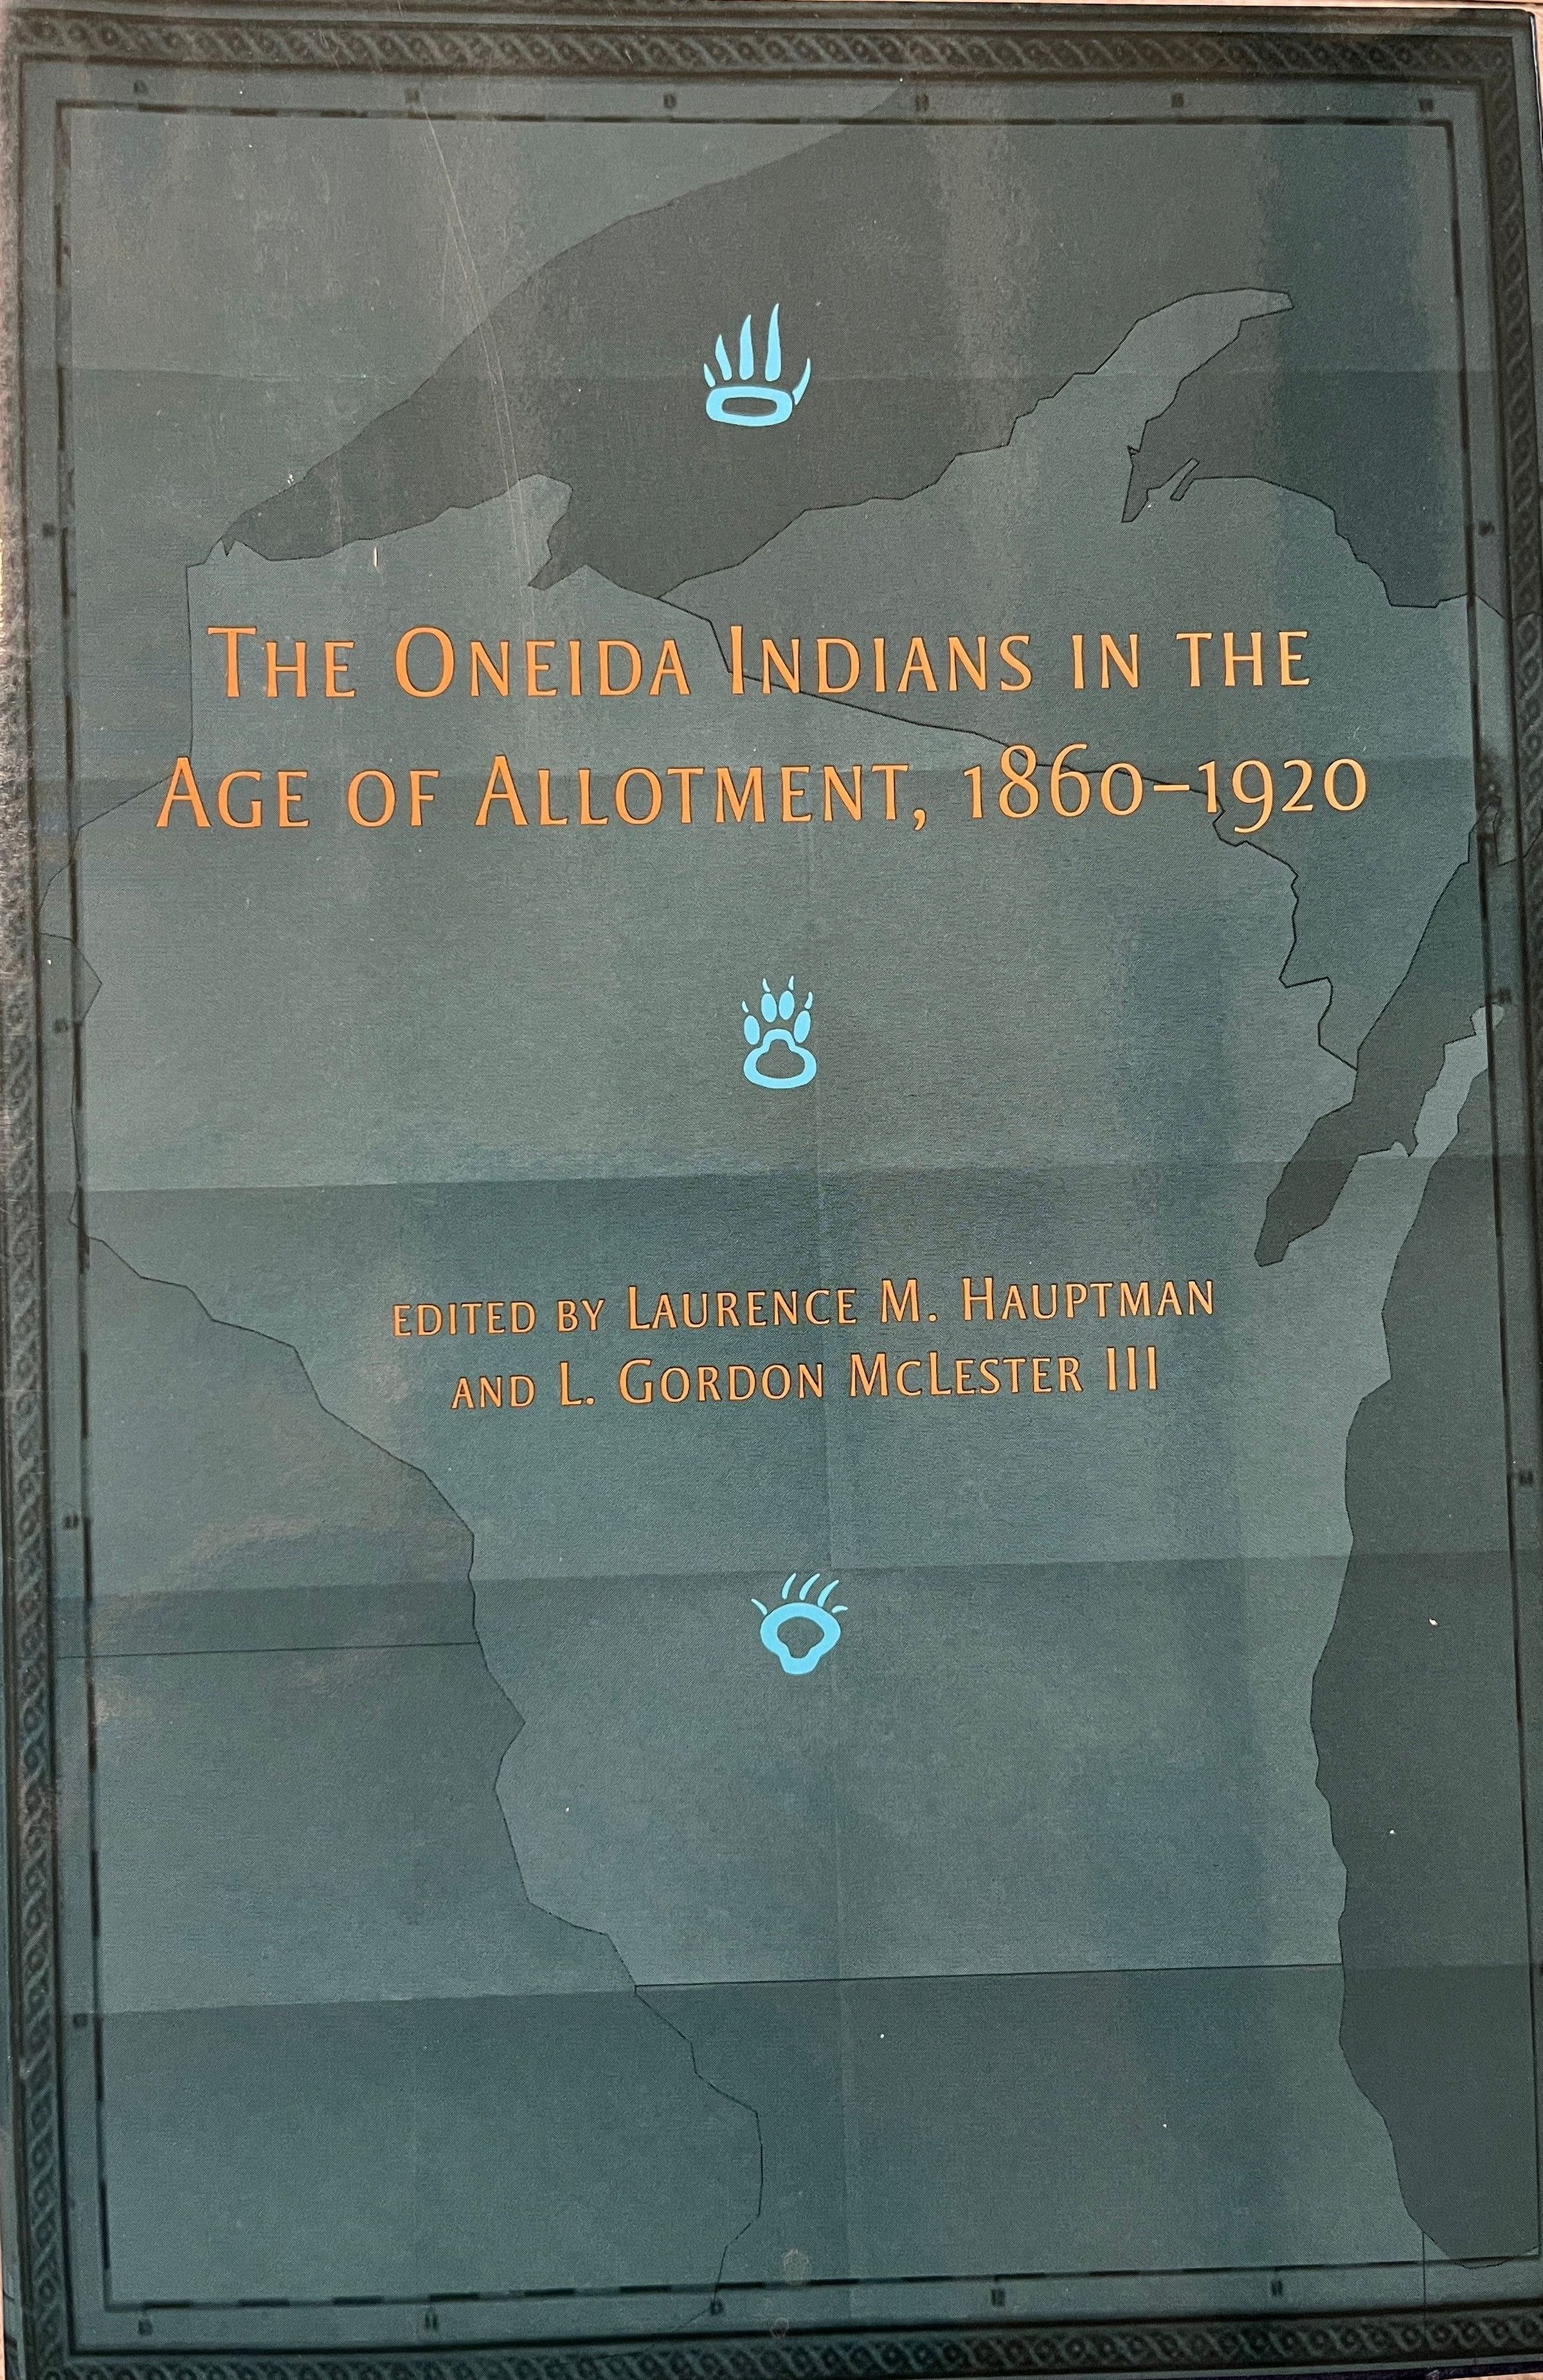 The Oneida Indians in the
Age of Allotment, 1860–1920
edited by Laurence M. Hauptman
and L. Gordon McLester III